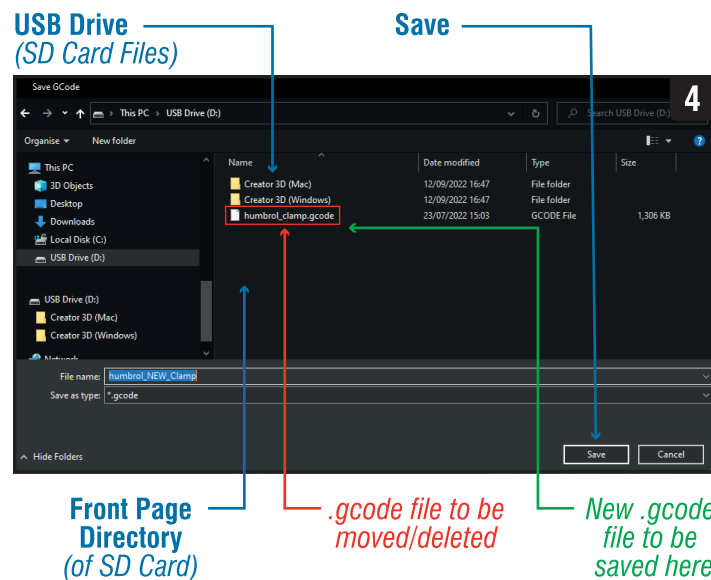 USB Drive
(SD Card Files)
Save
Save GCode
4
This PC > USB Drive (D:)
Search USB Drive (D:)
Organise
New folder
?
Name
Date modified
Type
Size
This PC
3D Objects
Desktop
Downloads
Local Disk (C:)
USB Drive (D:)
USB Drive (D:)
Creator 3D (Mac)
Creator 3D (Windows)
Network
Creator 3D (Mac) 12/09/2022 16:47 File folder
Creator 3D (Windows) 12/09/2022 16:47 File folder
humbrol_clamp.gcode 23/07/2022 15:03 GCODE File 1,306 KB
File name: humbrol_NEW_Clamp
Save as type: *.gcode
Hide Folders
Save
Cancel
Front Page
Directory
(of SD Card)
.gcode file to be
moved/deleted
New .gcode
file to be
saved here